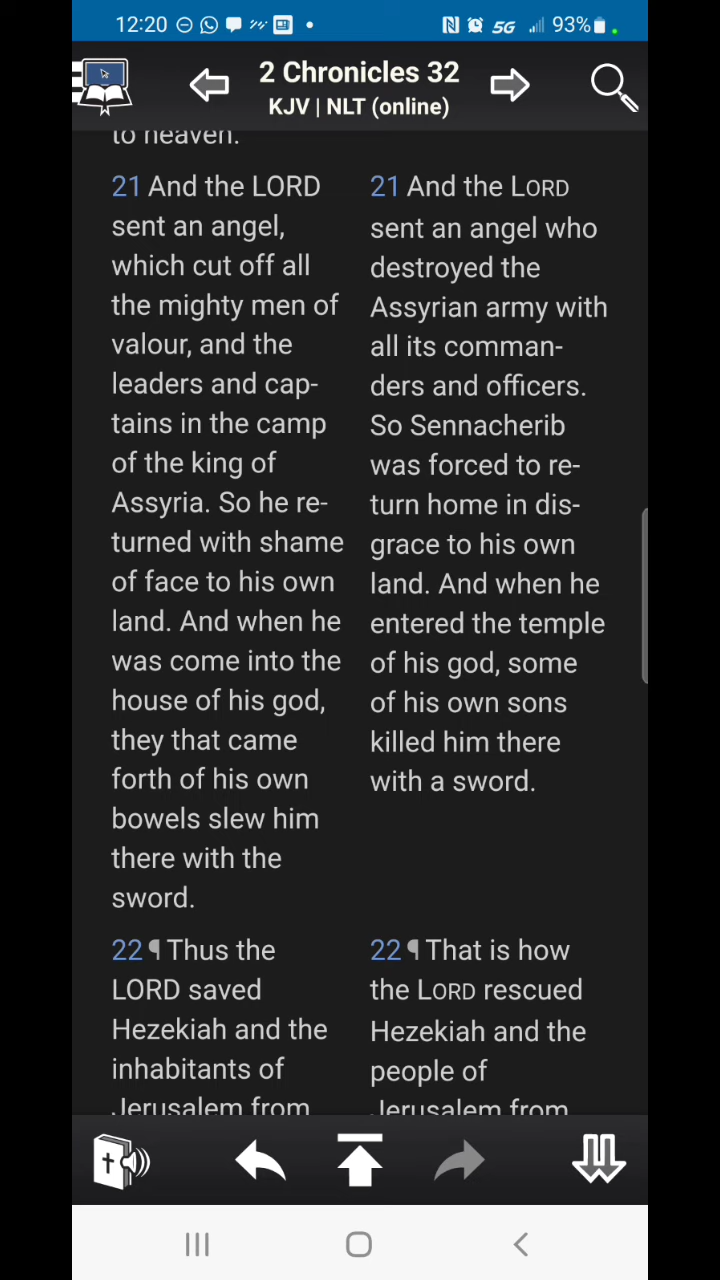 12:20
5G
93%
2 Chronicles 32
KJV | NLT (online)
to heaven.
21 And the LORD
sent an angel,
which cut off all
the mighty men of
valour, and the
leaders and cap-
tains in the camp
of the king of
Assyria. So he re-
turned with shame
of face to his own
land. And when he
was come into the
house of his god,
they that came
forth of his own
bowels slew him
there with the
sword.
22 ¶ Thus the
LORD saved
Hezekiah and the
inhabitants of
Jerusalem from
21 And the LORD
sent an angel who
destroyed the
Assyrian army with
all its comman-
ders and officers.
So Sennacherib
was forced to re-
turn home in dis-
grace to his own
land. And when he
entered the temple
of his god, some
of his own sons
killed him there
with a sword.
22 ¶ That is how
the LORD rescued
Hezekiah and the
people of
Jerusalem from